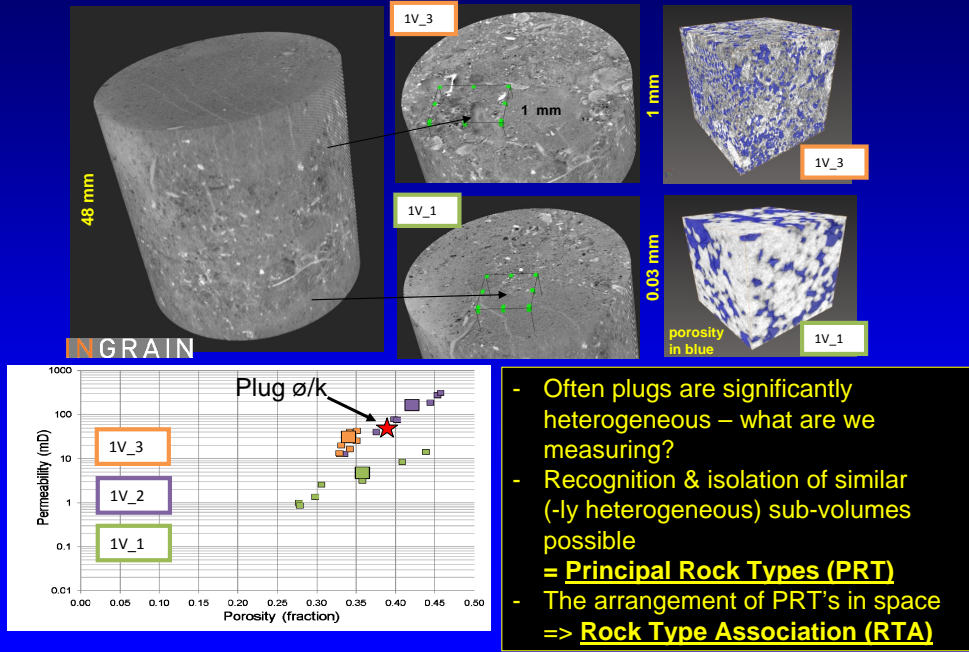 1V_3
1 mm
1 mm
1V_3
48 mm
1V_1
0.03 mm
porosity
in blue
1V_1
INGRAIN
Plug ø/k
1000
100
10
1
0.1
0.01
Permeability (mD)
1V_3
1V_2
1V_1
0.00 0.05 0.10 0.15 0.20 0.25 0.30 0.35 0.40 0.45 0.50
Porosity (fraction)
- Often plugs are significantly
heterogeneous – what are we
measuring?
- Recognition & isolation of similar
(-ly heterogeneous) sub-volumes
possible
= Principal Rock Types (PRT)
- The arrangement of PRT's in space
=> Rock Type Association (RTA)